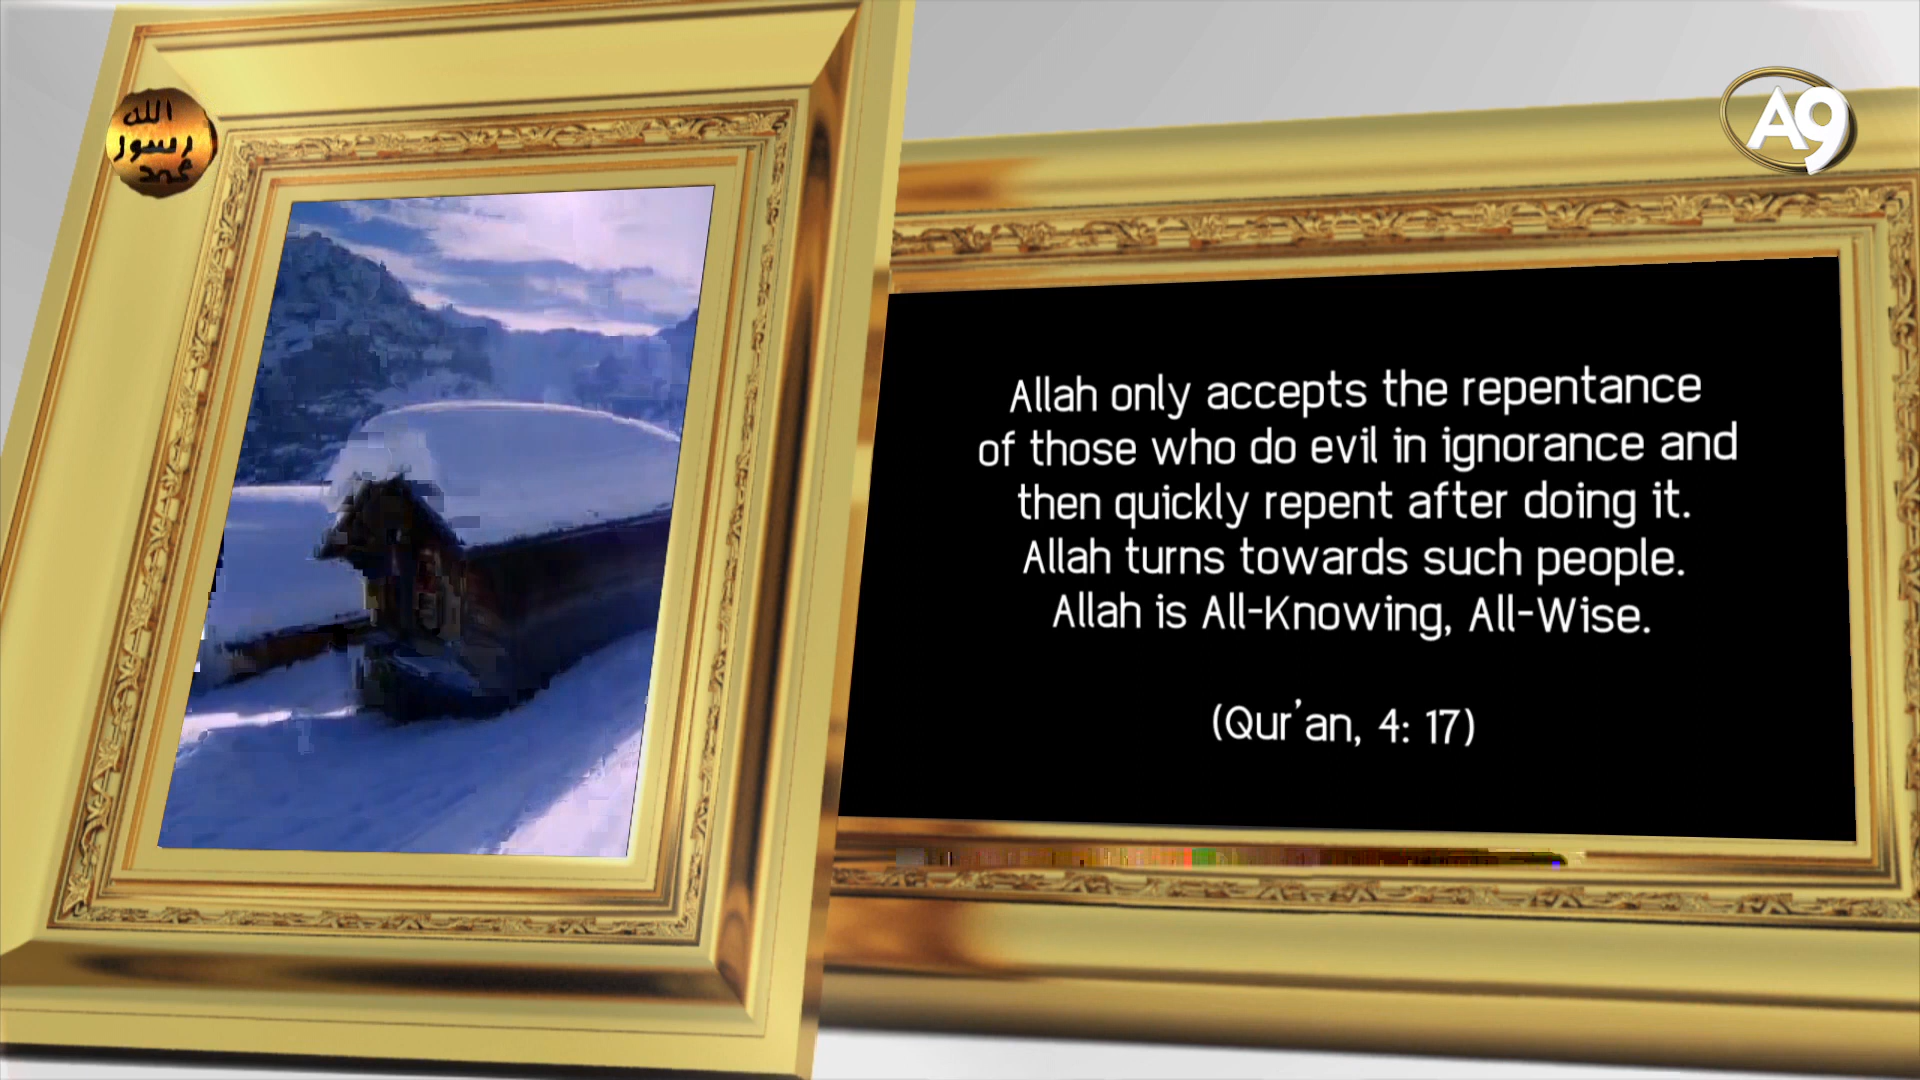 الله
رسول
محمد
A9
Allah only accepts the repentance
of those who do evil in ignorance and
then quickly repent after doing it.
Allah turns towards such people.
Allah is All-Knowing, All-Wise.
(Qur'an, 4: 17)